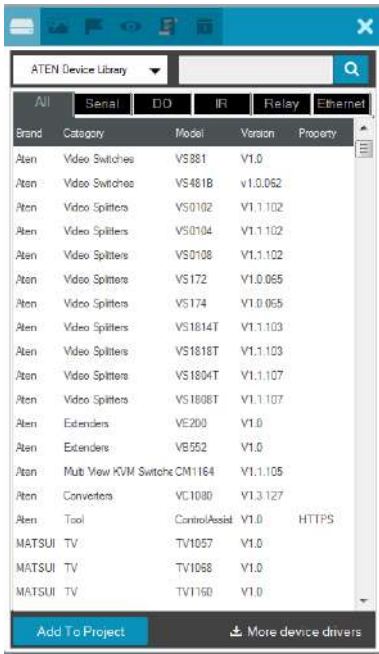 ATEN Device Library
All Serial DO IR Relay Ethernet
Brand Category Model Version Property
Aten Video Switches VS881 V1.0
Aten Video Switches VS481B v1.0.062
Aten Video Splitters VS0102 V1.1.102
Aten Video Splitters VS0104 V1.1.102
Aten Video Splitters VS0108 V1.1.102
Aten Video Splitters VS172 V1.0.065
Aten Video Splitters VS174 V1.0.065
Aten Video Splitters VS1814T V1.1.103
Aten Video Splitters VS1818T V1.1.103
Aten Video Splitters VS1804T V1.1.107
Aten Video Splitters VS1808T V1.1.107
Aten Extenders VE200 V1.0
Aten Extenders VB552 V1.0
Aten Multi View KVM Switche CM1164 V1.1.105
Aten Converters VC1080 V1.3.127
Aten Tool ControlAssist V1.0 HTTPS
MATSUI TV TV1057 V1.0
MATSUI TV TV1068 V1.0
MATSUI TV TV1160 V1.0
Add To Project More device drivers